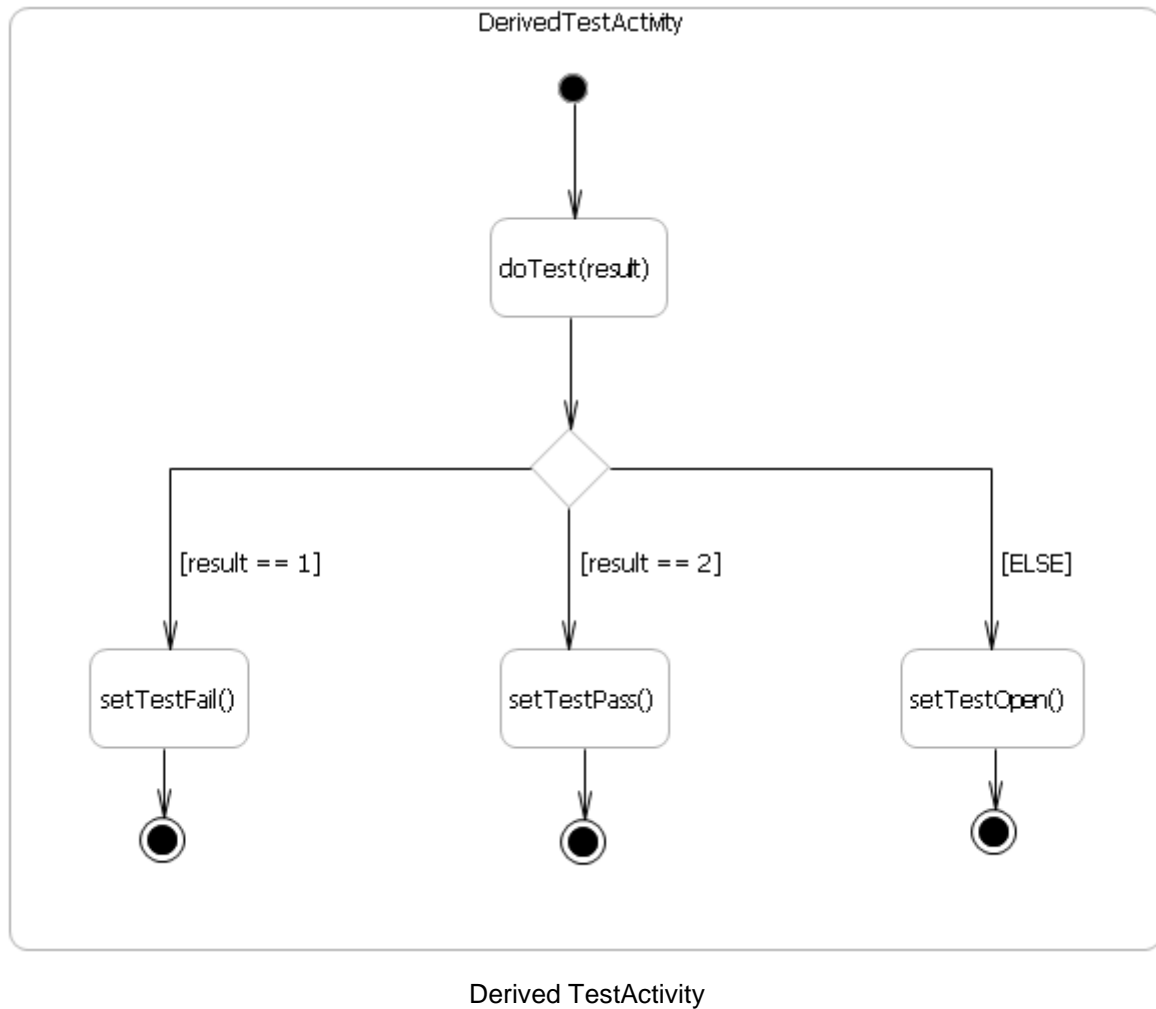 DerivedTestActivity
doTest(result)
[result == 1]
[result == 2]
[ELSE]
setTestFail()
setTestPass()
setTestOpen()
Derived TestActivity